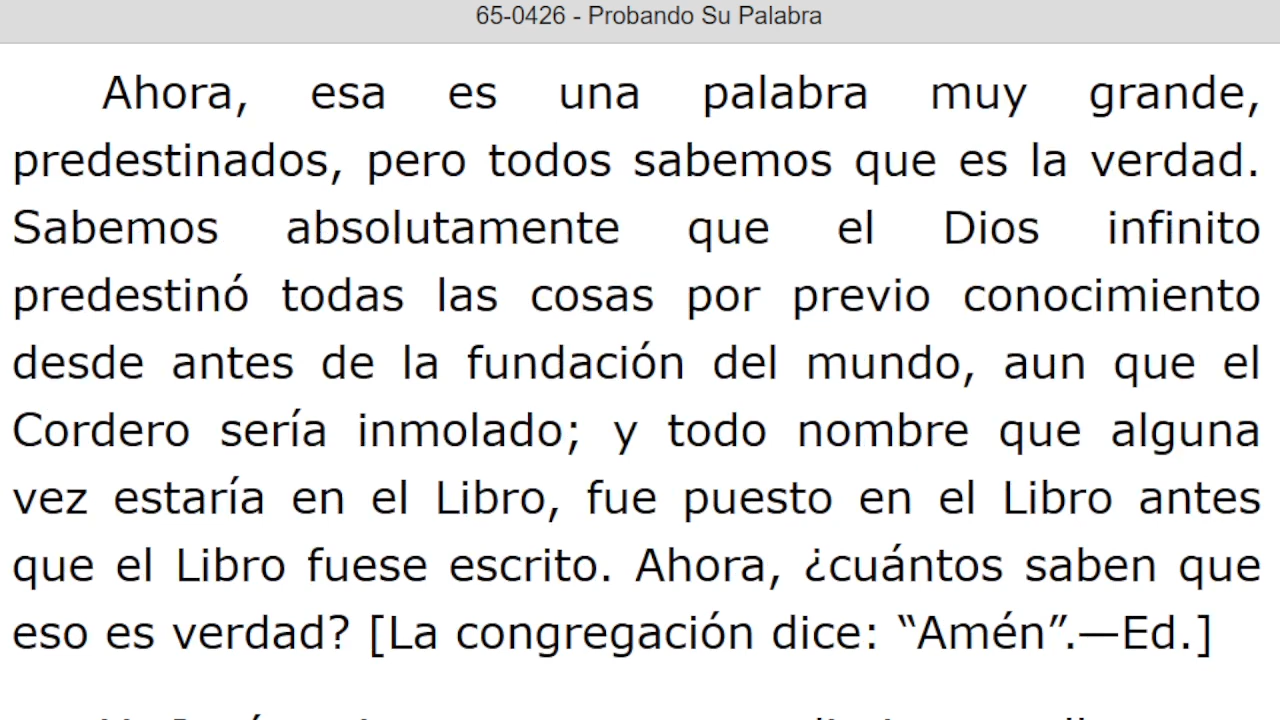 65-0426 - Probando Su Palabra
Ahora, esa es una palabra muy grande,
predestinados, pero todos sabemos que es la verdad.
Sabemos absolutamente que el Dios infinito
predestinó todas las cosas por previo conocimiento
desde antes de la fundación del mundo, aun que el
Cordero sería inmolado; y todo nombre que alguna
vez estaría en el Libro, fue puesto en el Libro antes
que el Libro fuese escrito. Ahora, ¿cuántos saben que
eso es verdad? [La congregación dice: “Amén”.—Ed.]